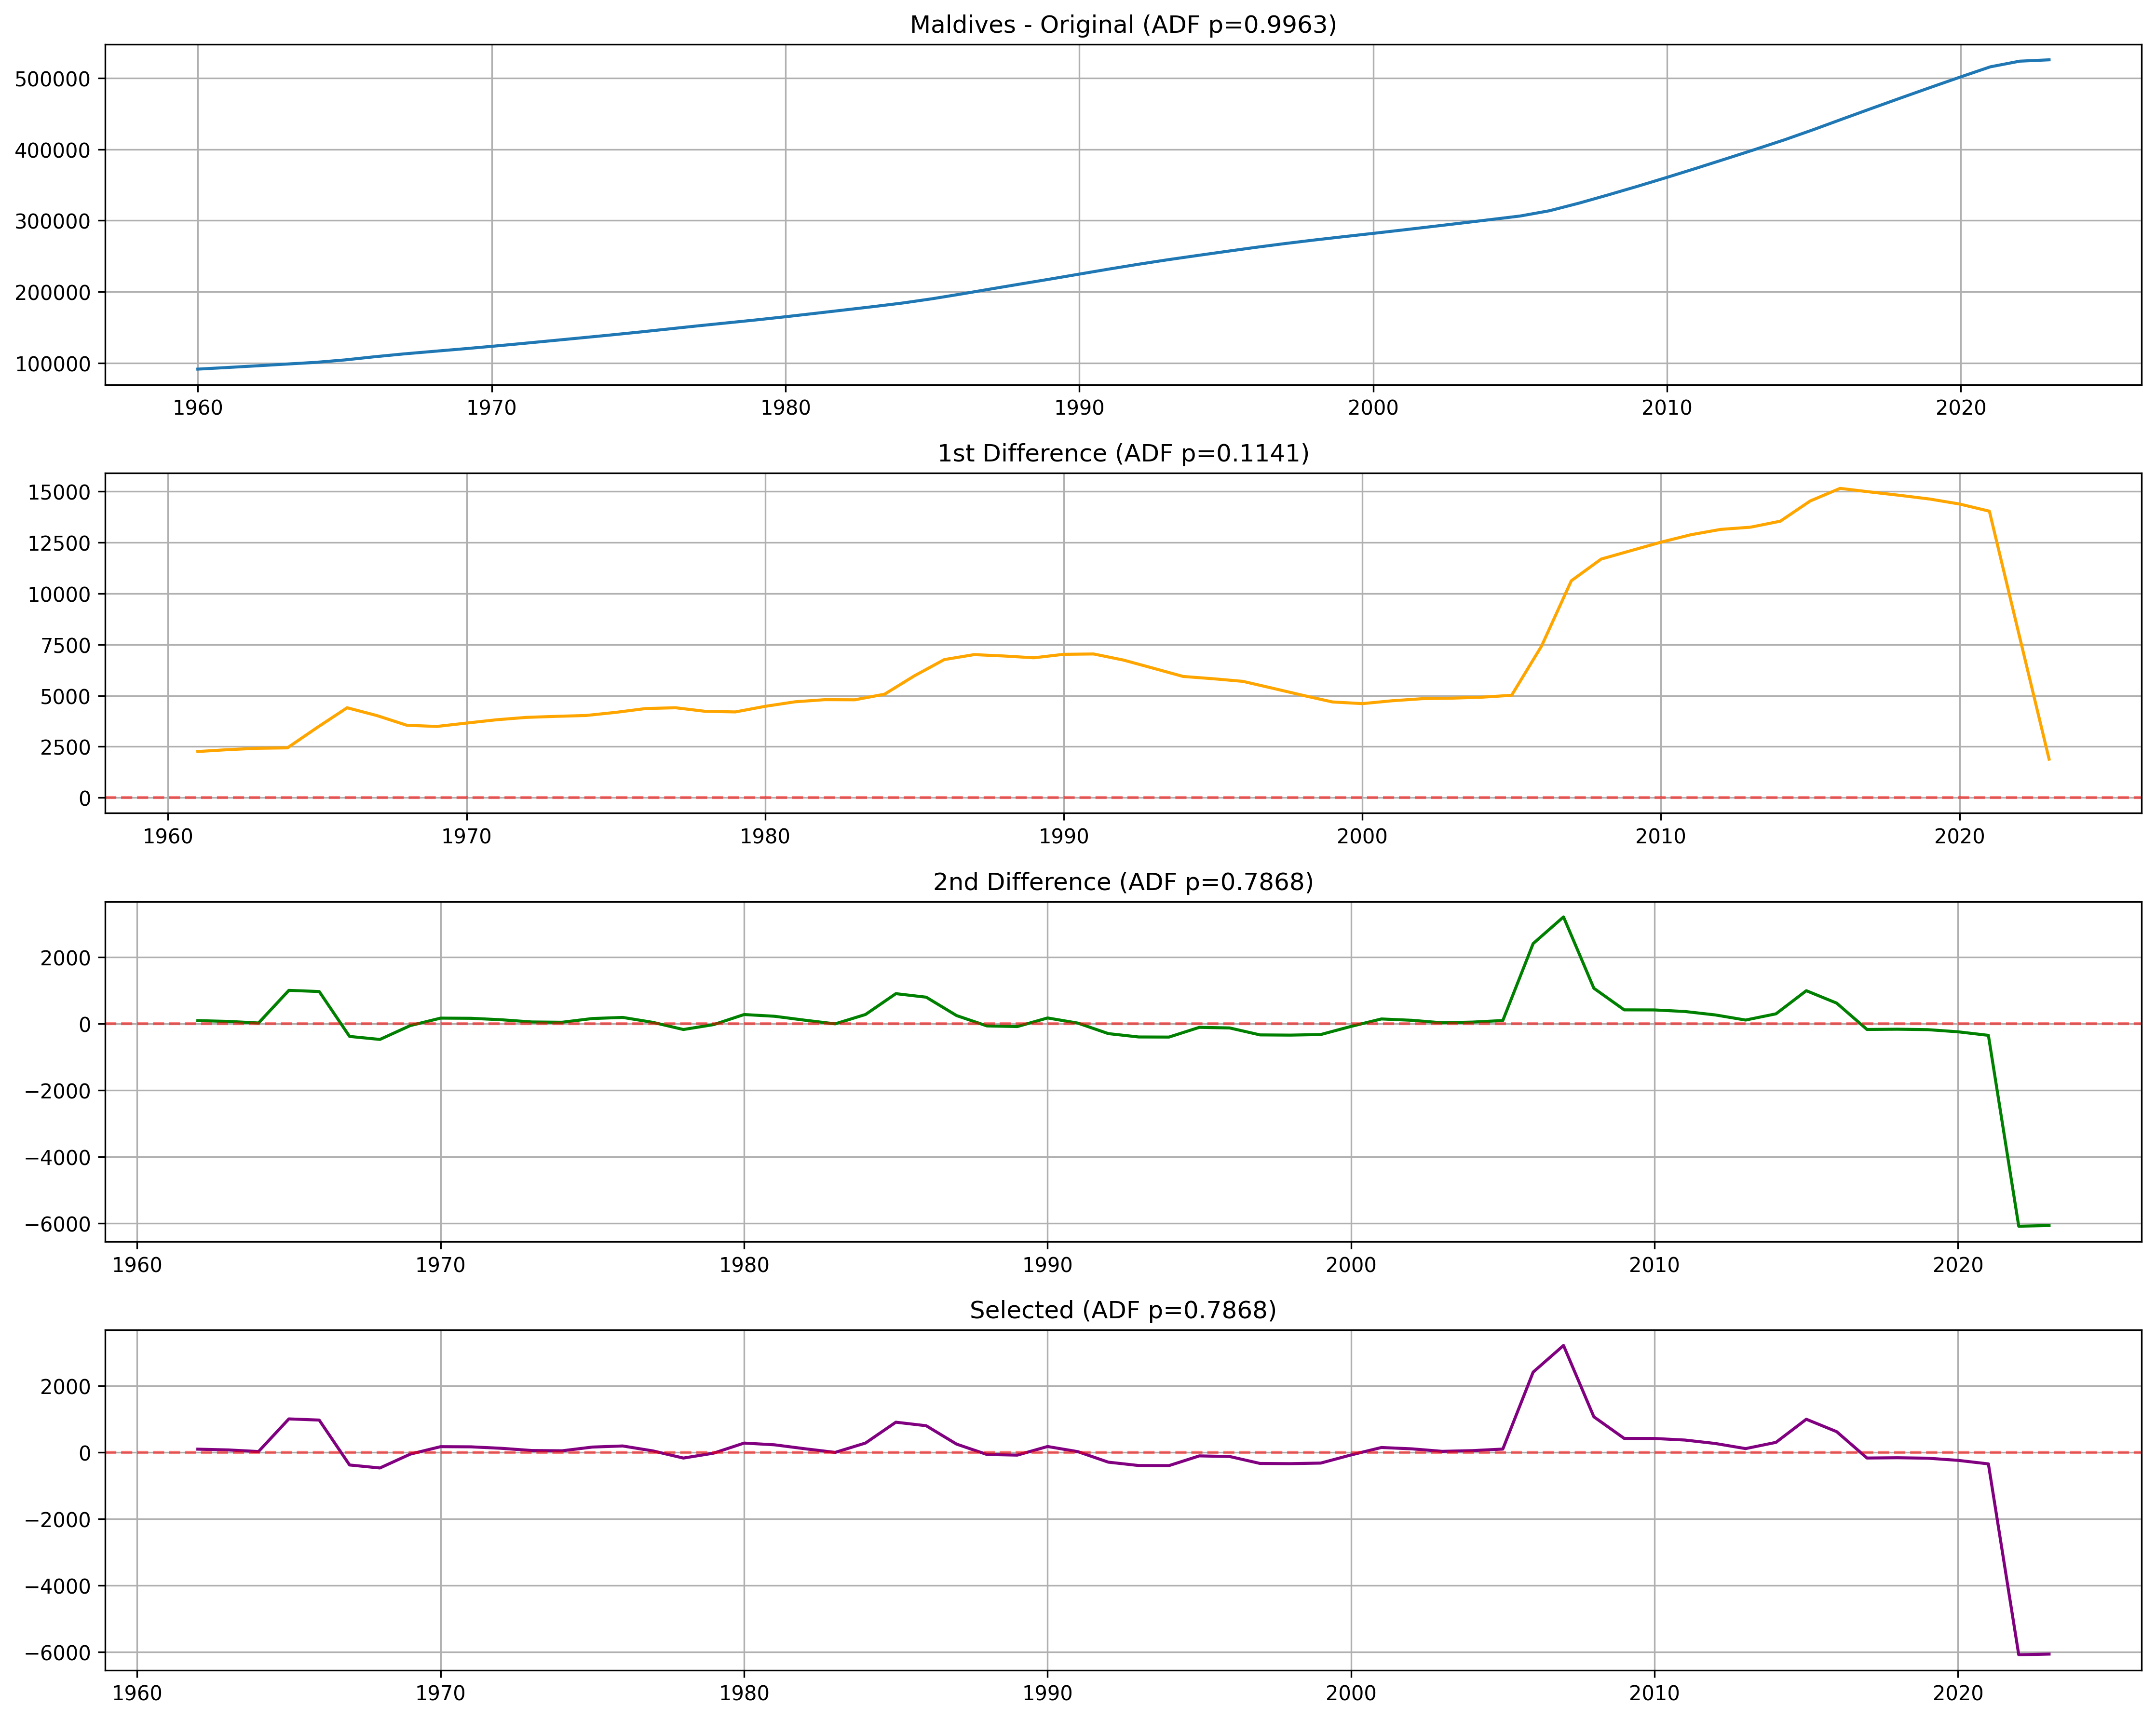 Maldives - Original (ADF p=0.9963)
500000
400000
300000
200000
100000
1960 1970 1980 1990 2000 2010 2020
1st Difference (ADF p=0.1141)
15000
12500
10000
7500
5000
2500
0
1960 1970 1980 1990 2000 2010 2020
2nd Difference (ADF p=0.7868)
2000
0
−2000
−4000
−6000
1960 1970 1980 1990 2000 2010 2020
Selected (ADF p=0.7868)
2000
0
−2000
−4000
−6000
1960 1970 1980 1990 2000 2010 2020